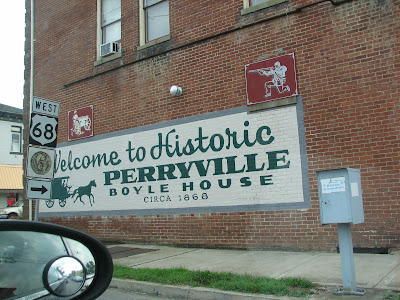 WEST
68
Welcome to Historic
PERRYVILLE
BOYLE HOUSE
CIRCA 1868